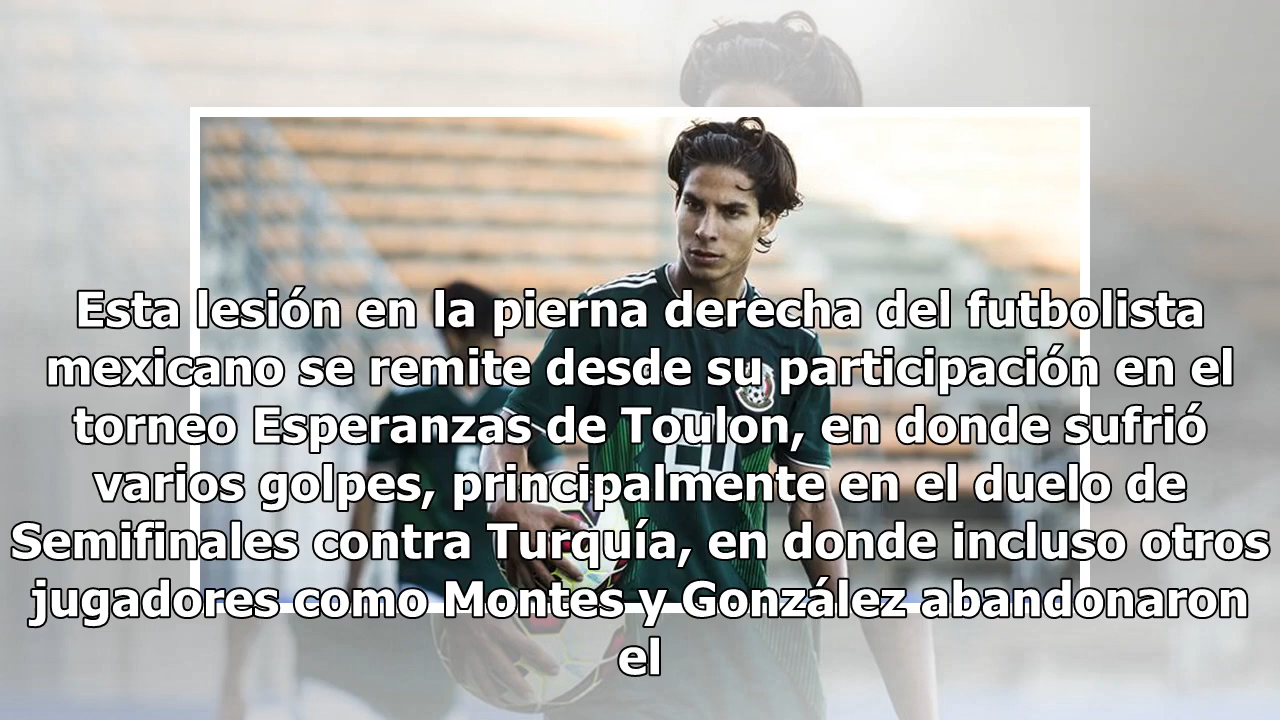 Esta lesión en la pierna derecha del futbolista
mexicano se remite desde su participación en el
torneo Esperanzas de Toulon, en donde sufrió
varios golpes, principalmente en el duelo de
Semifinales contra Turquía, en donde incluso otros
jugadores como Montes y González abandonaron
el
20